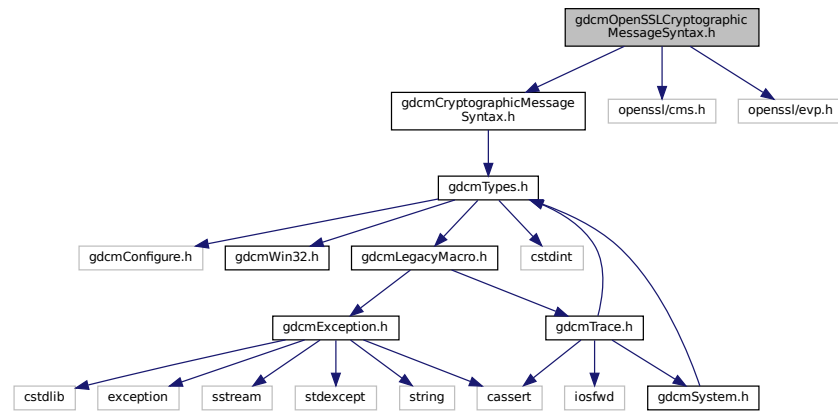 gdcmOpenSSLCryptographic
MessageSyntax.h
gdcmCryptographicMessage
Syntax.h
openssl/cms.h
openssl/evp.h
gdcmTypes.h
gdcmConfigure.h
gdcmWin32.h
gdcmLegacyMacro.h
cstdint
gdcmException.h
gdcmTrace.h
cstdlib
exception
sstream
stdexcept
string
cassert
iosfwd
gdcmSystem.h